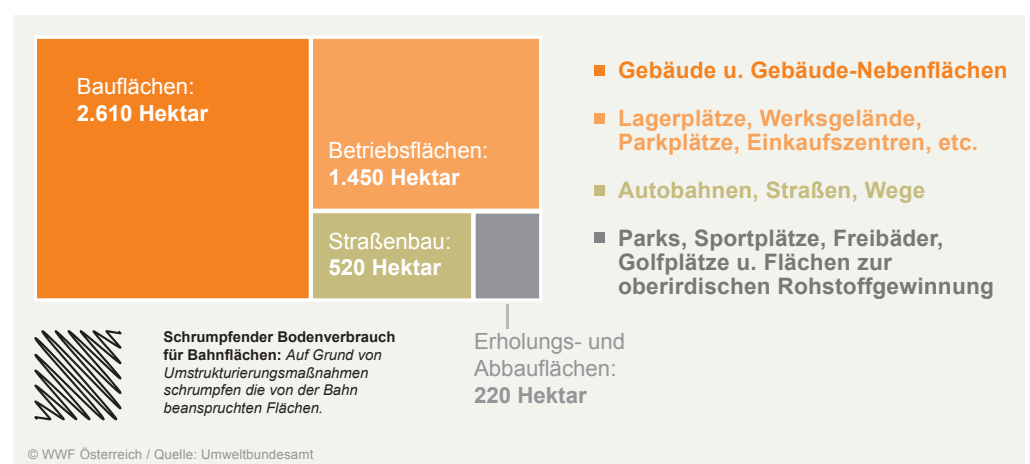 Bauflächen:
2.610 Hektar
Betriebsflächen:
1.450 Hektar
Straßenbau:
520 Hektar
Erholungs- und
Abbauflächen:
220 Hektar
Gebäude u. Gebäude-Nebenflächen
Lagerplätze, Werksgelände,
Parkplätze, Einkaufszentren, etc.
Autobahnen, Straßen, Wege
Parks, Sportplätze, Freibäder,
Golfplätze u. Flächen zur
oberirdischen Rohstoffgewinnung
Schrumpfender Bodenverbrauch
für Bahnflächen: Auf Grund von
Umstrukturierungsmaßnahmen
schrumpfen die von der Bahn
beanspruchten Flächen.
© WWF Österreich / Quelle: Umweltbundesamt